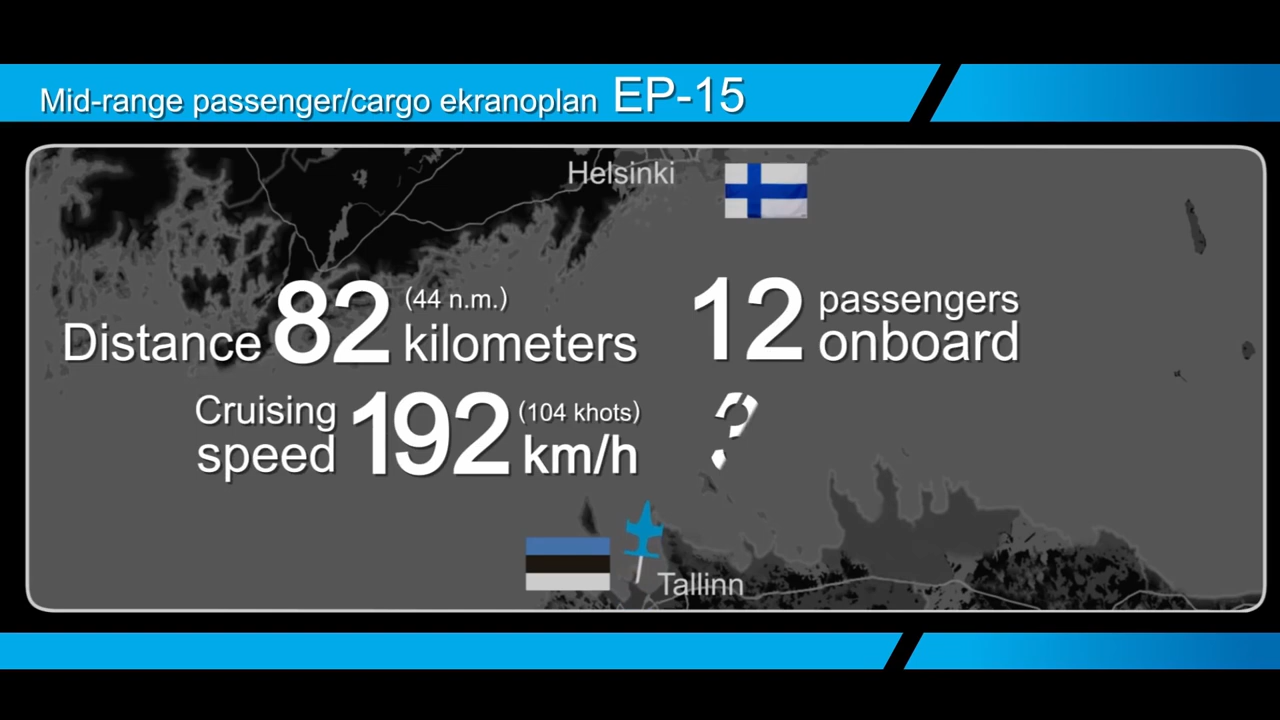 Mid-range passenger/cargo ekranoplan EP-15
Helsinki
Distance 82 (44 n.m.) kilometers
12 passengers onboard
Cruising speed 192 (104 khots) km/h
?
Tallinn